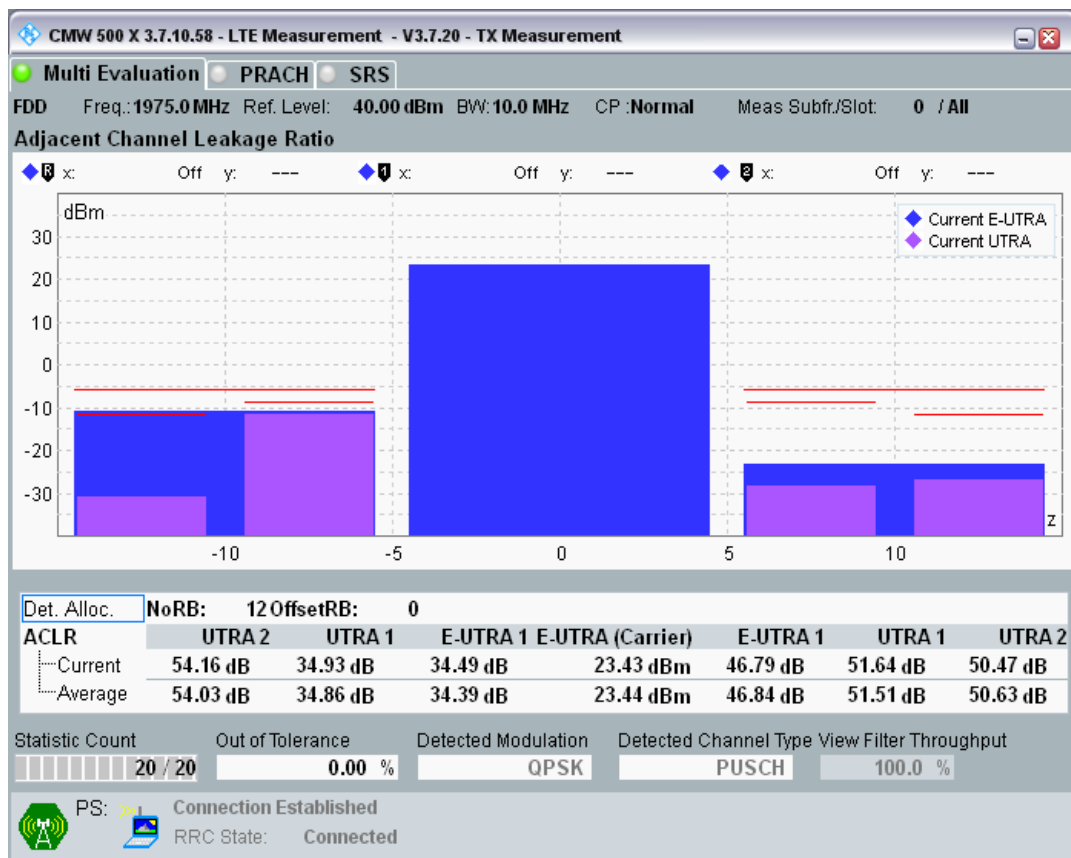 CMW 500 X 3.7.10.58 - LTE Measurement - V3.7.20 - TX Measurement
Multi Evaluation PRACH SRS
FDD Freq.:1975.0 MHz Ref. Level: 40.00 dBm BW:10.0 MHz CP :Normal Meas Subfr./Slot: 0 / All
Adjacent Channel Leakage Ratio
R x: Off y: --- 1 x: Off y: --- 2 x: Off y: ---
dBm
Current E-UTRA
Current UTRA
30
20
10
0
-10
-20
-30
z
-10 -5 0 5 10
Det. Alloc. NoRB: 12 OffsetRB: 0
ACLR UTRA 2 UTRA 1 E-UTRA 1 E-UTRA (Carrier) E-UTRA 1 UTRA 1 UTRA 2
Current 54.16 dB 34.93 dB 34.49 dB 23.43 dBm 46.79 dB 51.64 dB 50.47 dB
Average 54.03 dB 34.86 dB 34.39 dB 23.44 dBm 46.84 dB 51.51 dB 50.63 dB
Statistic Count Out of Tolerance Detected Modulation Detected Channel Type View Filter Throughput
20 / 20 0.00 % QPSK PUSCH 100.0 %
PS: Connection Established
RRC State: Connected